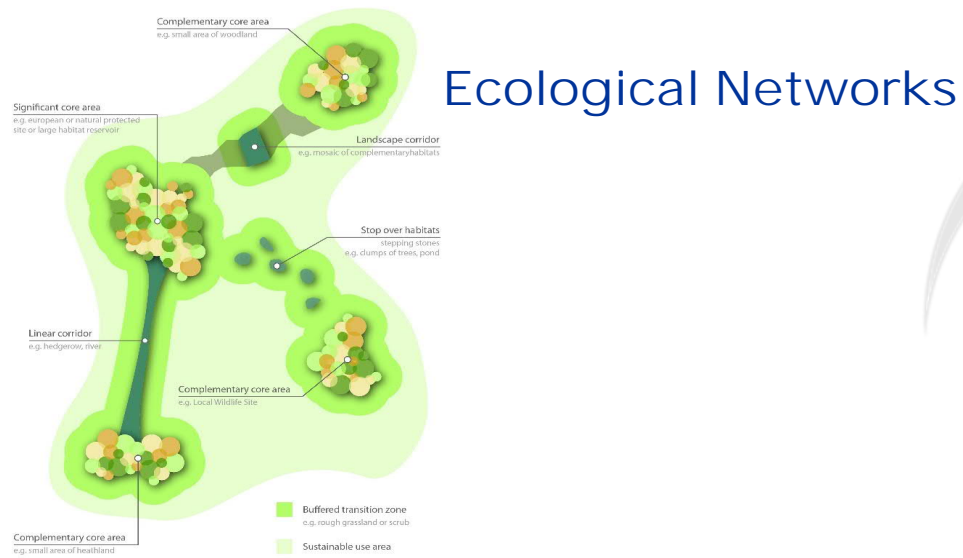 Complementary core area
e.g. small area of woodland
Ecological Networks
Significant core area
e.g. european or natural protected
site or large habitat reservoir
Landscape corridor
e.g. mosaic of complementaryhabitats
Stop over habitats
stepping stones
e.g. clumps of trees, pond
Linear corridor
e.g. hedgerow, river
Complementary core area
e.g. Local Wildlife Site
Buffered transition zone
e.g. rough grassland or scrub
Complementary core area
e.g. small area of heathland
Sustainable use area